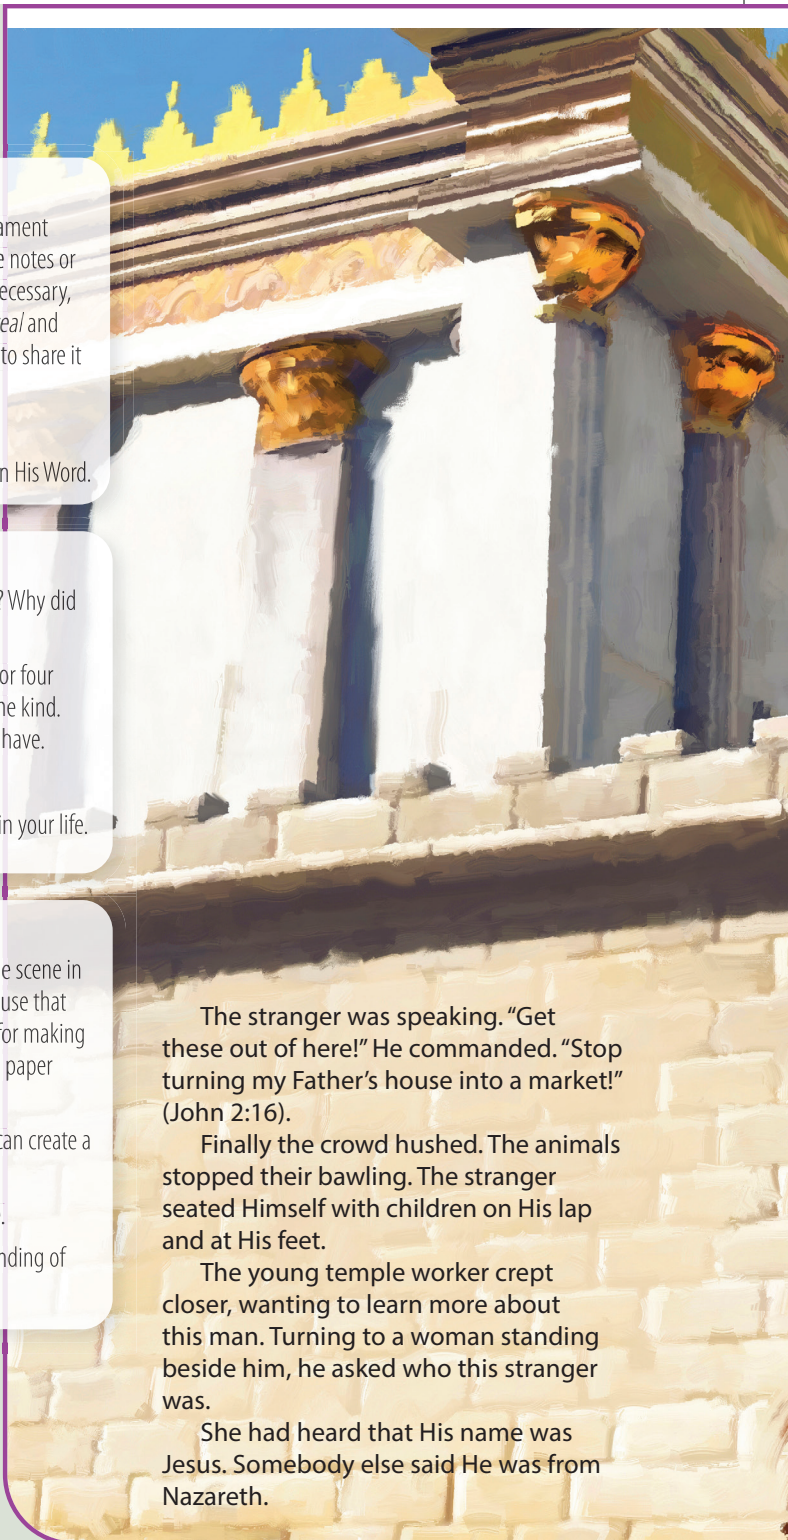 ament
e notes or
ecessary,
eal and
to share it
n His Word.
? Why did
or four
ne kind.
have.
in your life.
e scene in
use that
for making
paper
can create a
.
nding of
The stranger was speaking. “Get
these out of here!” He commanded. “Stop
turning my Father’s house into a market!”
(John 2:16).
Finally the crowd hushed. The animals
stopped their bawling. The stranger
seated Himself with children on His lap
and at His feet.
The young temple worker crept
closer, wanting to learn more about
this man. Turning to a woman standing
beside him, he asked who this stranger
was.
She had heard that His name was
Jesus. Somebody else said He was from
Nazareth.